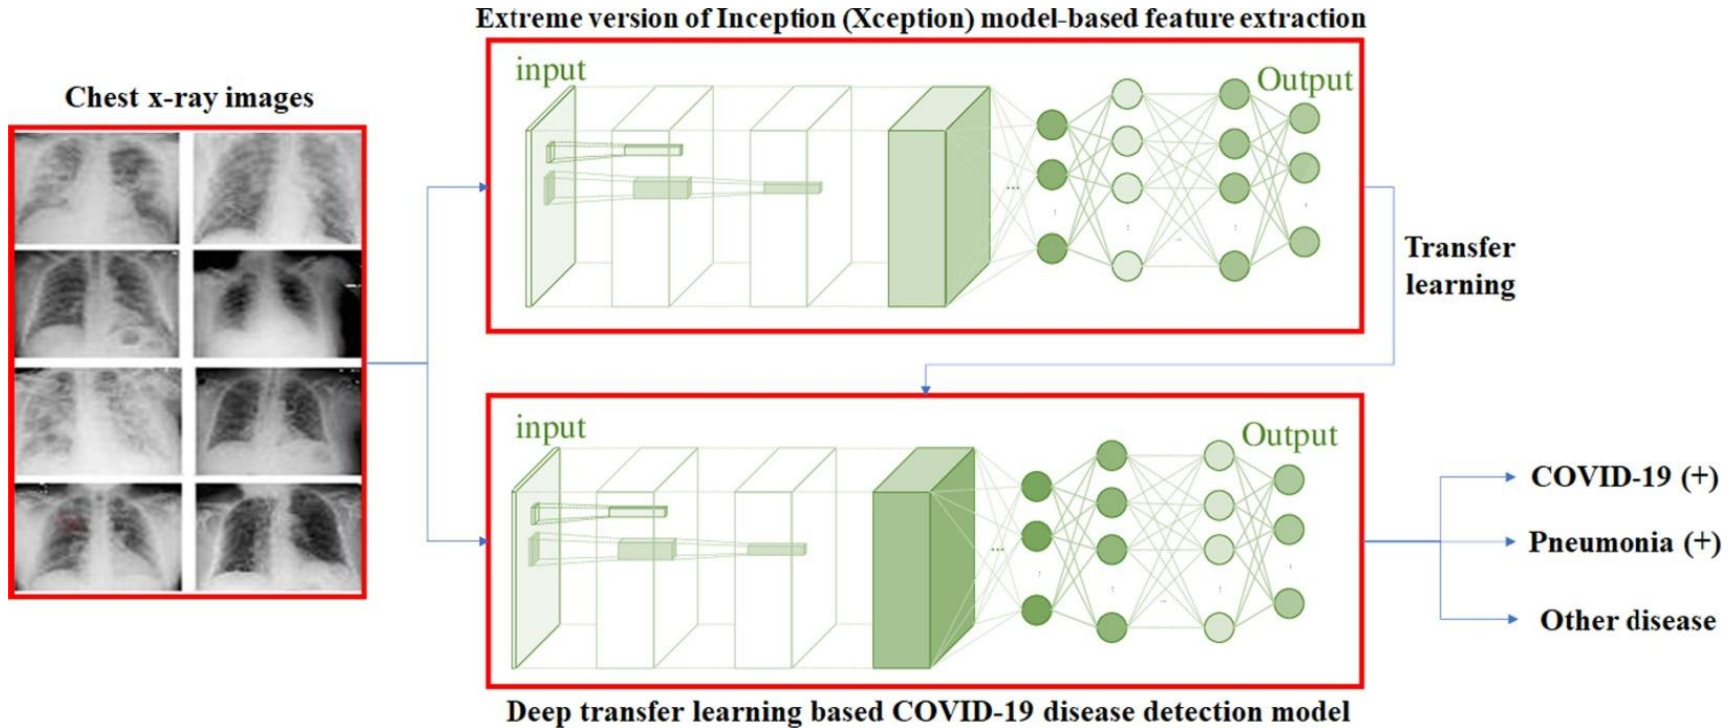 Extreme version of Inception (Xception) model-based feature extraction
Chest x-ray images
input
Output
...
Transfer
learning
input
Output
...
COVID-19 (+)
Pneumonia (+)
Other disease
Deep transfer learning based COVID-19 disease detection model